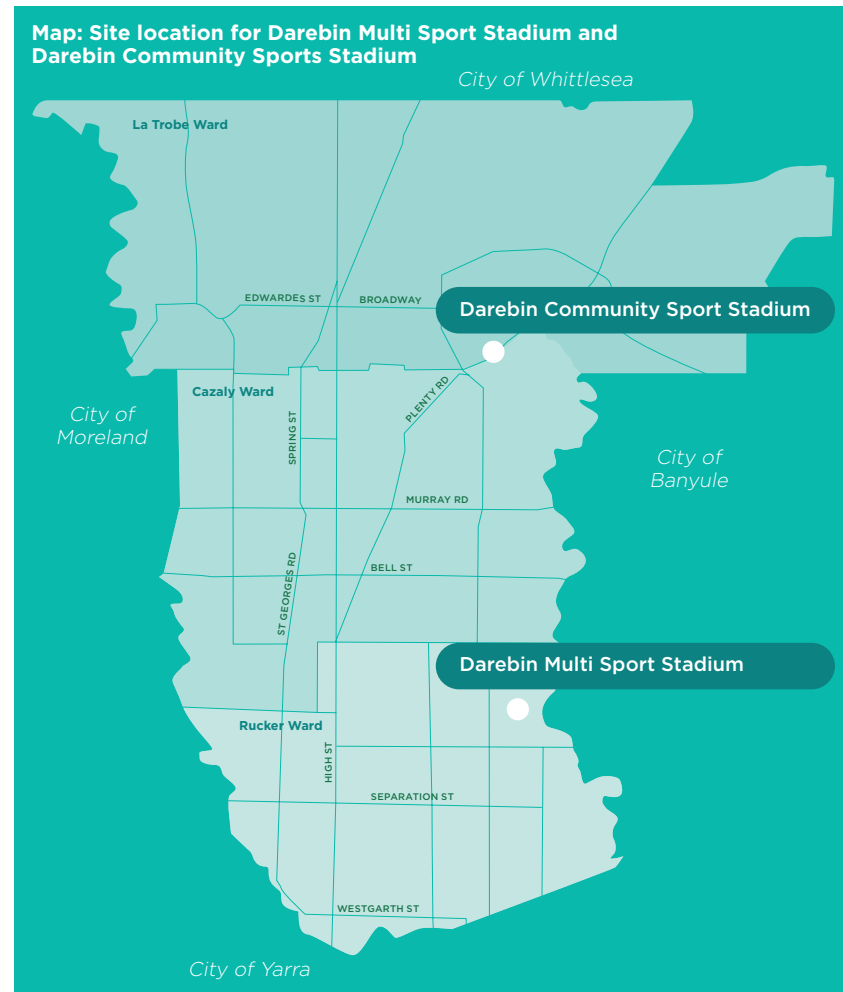 Map: Site location for Darebin Multi Sport Stadium and
Darebin Community Sports Stadium
City of Whittlesea
La Trobe Ward
EDWARDES ST
BROADWAY
Darebin Community Sport Stadium
Cazaly Ward
PLENTY RD
City of
Moreland
SPRING ST
City of
Banyule
MURRAY RD
BELL ST
ST GEORGES RD
Darebin Multi Sport Stadium
Rucker Ward
HIGH ST
SEPARATION ST
WESTGARTH ST
City of Yarra